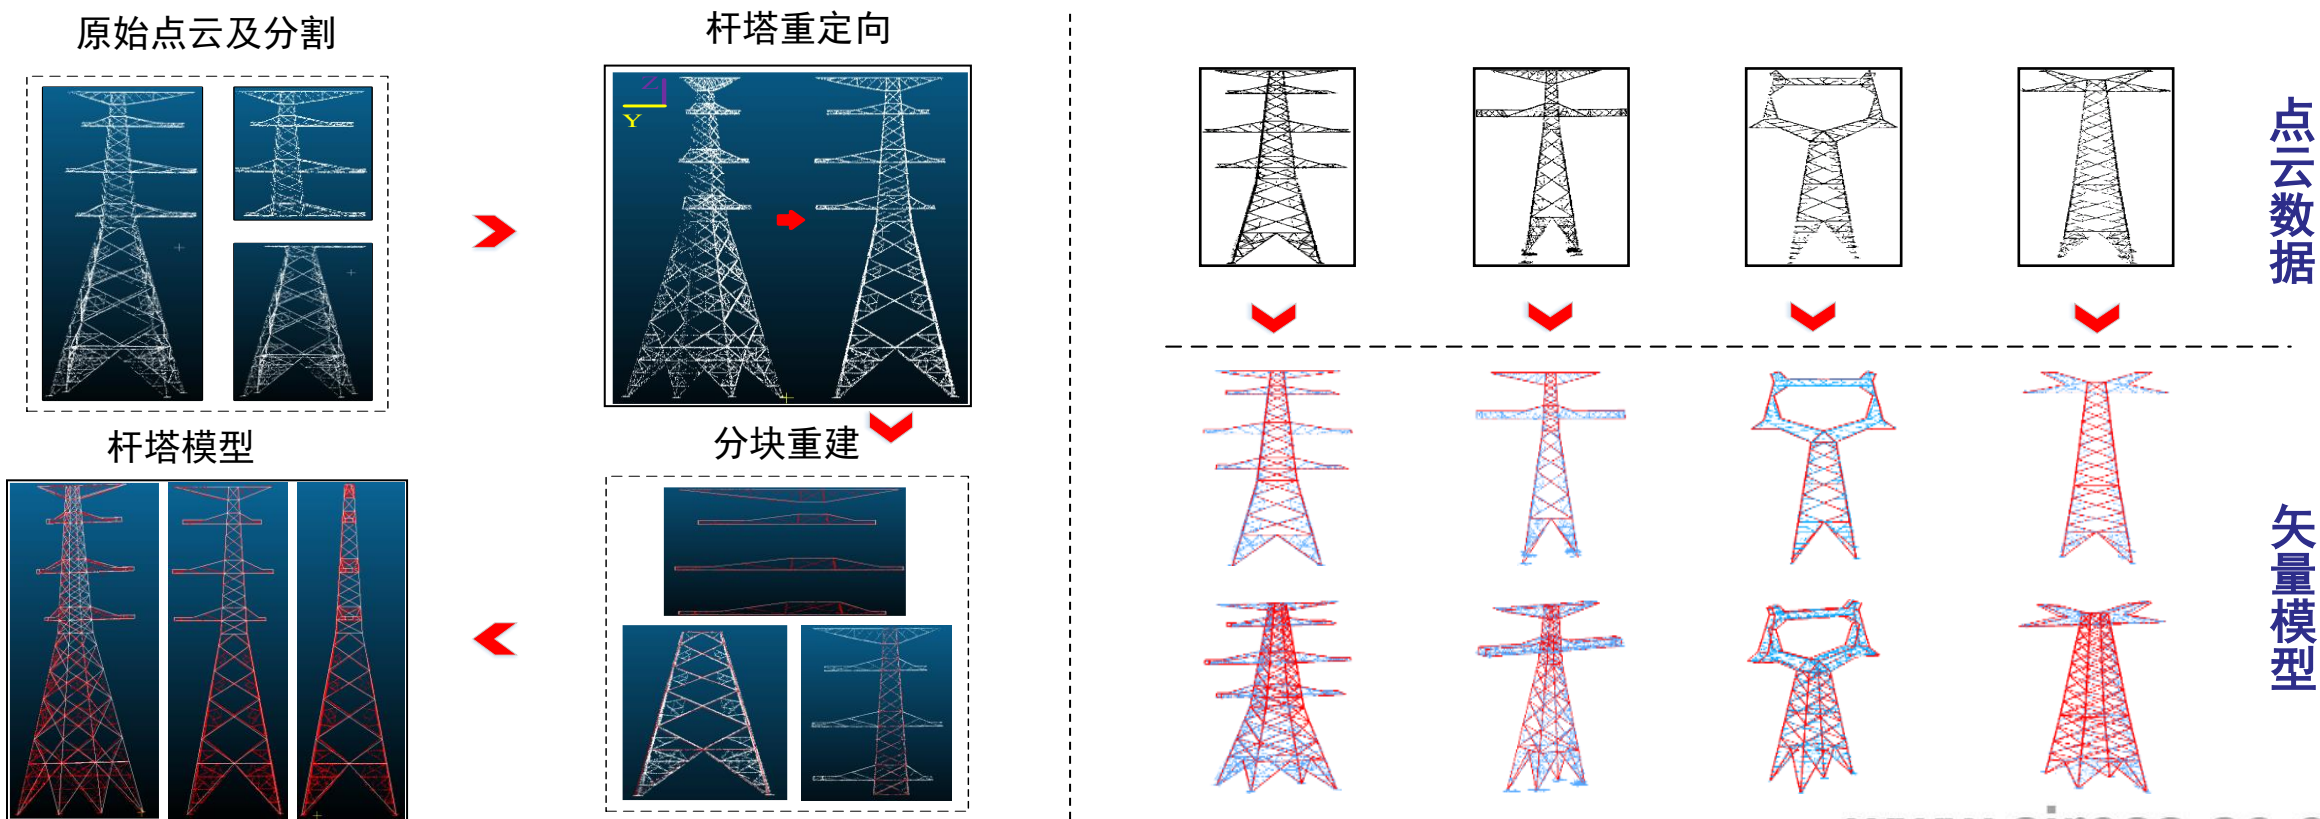 原始点云及分割
杆塔重定向
Z
Y
杆塔模型
分块重建
点云数据
矢量模型